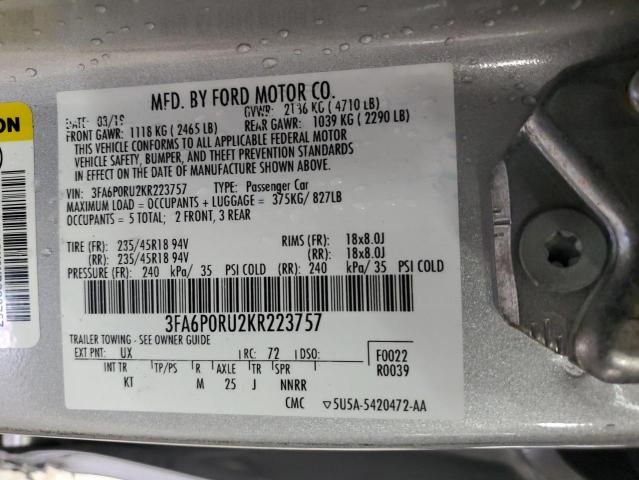 MFD. BY FORD MOTOR CO.
DATE: 03/19 GVWR: 2136 KG ( 4710 LB)
FRONT GAWR: 1118 KG ( 2465 LB) REAR GAWR: 1039 KG ( 2290 LB)
THIS VEHICLE CONFORMS TO ALL APPLICABLE FEDERAL MOTOR
VEHICLE SAFETY, BUMPER, AND THEFT PREVENTION STANDARDS
IN EFFECT ON THE DATE OF MANUFACTURE SHOWN ABOVE.
VIN: 3FA6P0RU2KR223757 TYPE: Passenger Car
MAXIMUM LOAD = OCCUPANTS + LUGGAGE = 375KG/ 827LB
OCCUPANTS = 5 TOTAL; 2 FRONT, 3 REAR
TIRE (FR): 235/45R18 94V RIMS (FR): 18x8.0J
(RR): 235/45R18 94V (RR): 18x8.0J
PRESSURE (FR): 240 kPa/ 35 PSI COLD (RR): 240 kPa/ 35 PSI COLD
3FA6P0RU2KR223757
TRAILER TOWING - SEE OWNER GUIDE
EXT PNT: UX RC: 72 DSO: F0022
INT TR TP/PS R AXLE TR SPR R0039
KT M 25 J NNRR
CMC ▽5U5A-5420472-AA
ON